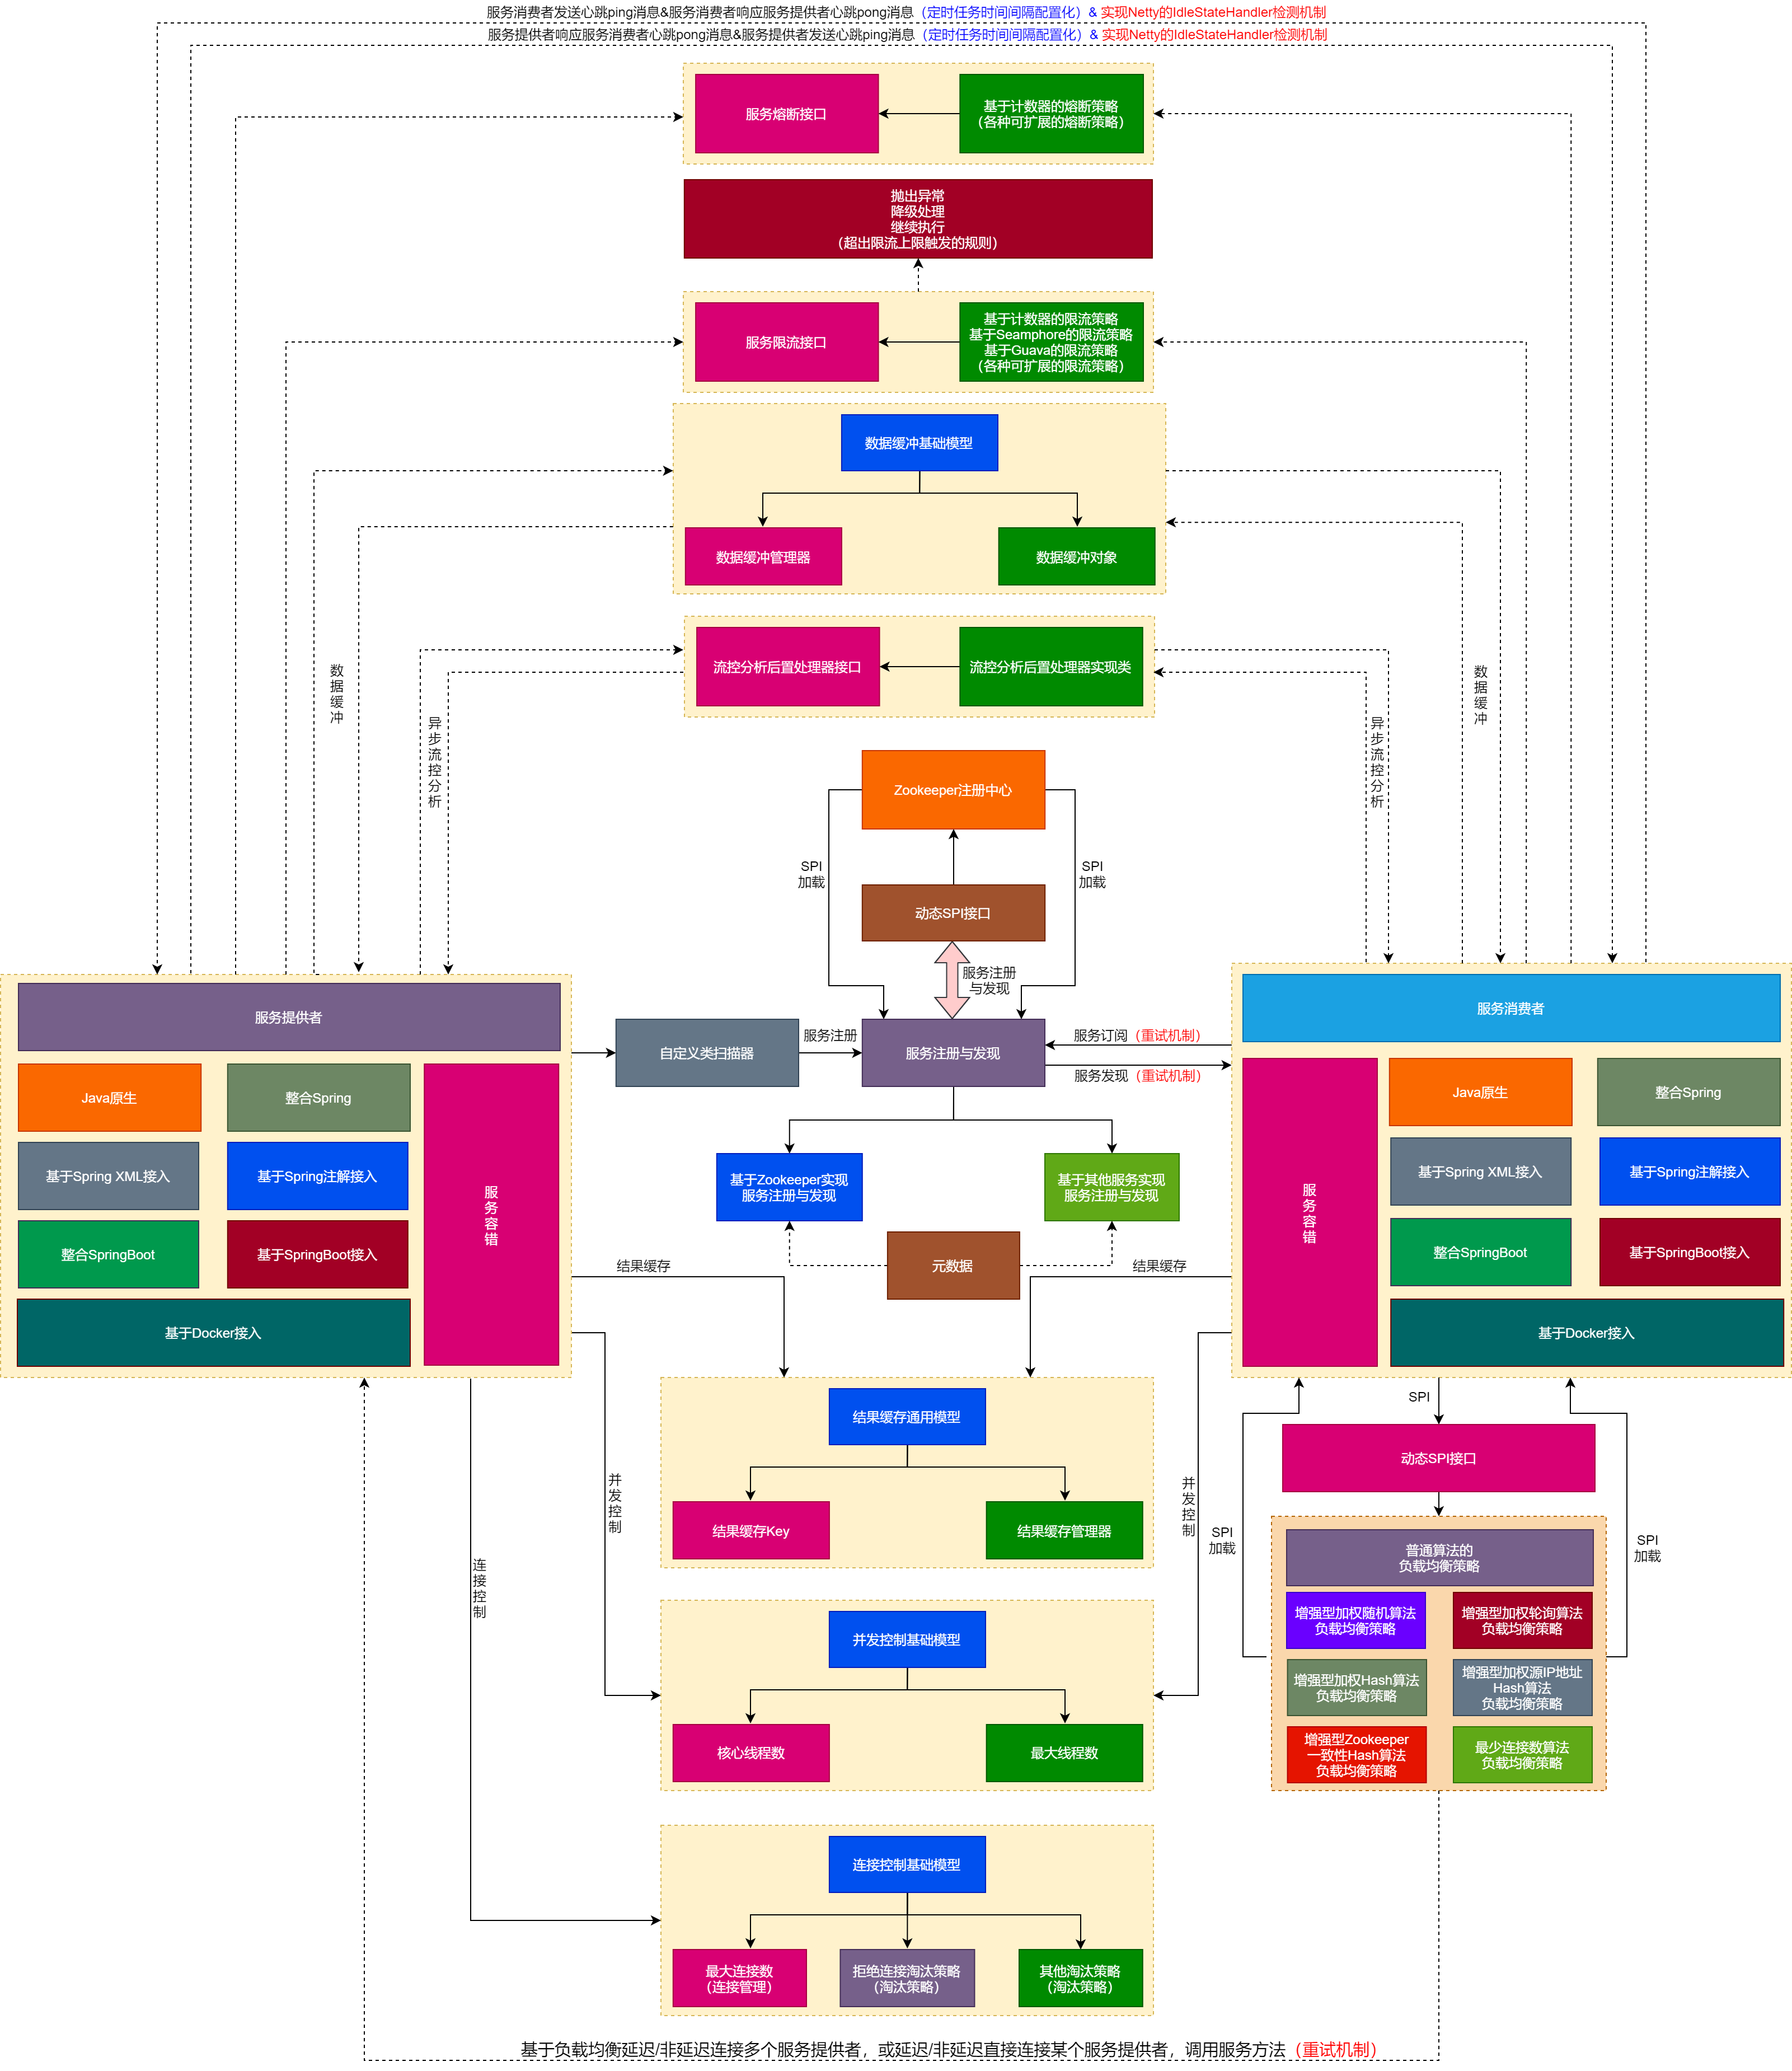 服务消费者发送心跳ping消息&服务消费者响应服务提供者心跳pong消息（定时任务时间间隔配置化）& 实现Netty的IdleStateHandler检测机制
服务提供者响应服务消费者心跳pong消息&服务提供者发送心跳ping消息（定时任务时间间隔配置化）& 实现Netty的IdleStateHandler检测机制
服务熔断接口
基于计数器的熔断策略
（各种可扩展的熔断策略）
抛出异常
降级处理
继续执行
（超出限流上限触发的规则）
服务限流接口
基于计数器的限流策略
基于Seamphore的限流策略
基于Guava的限流策略
（各种可扩展的限流策略）
数据缓冲基础模型
数据缓冲管理器
数据缓冲对象
流控分析后置处理器接口
流控分析后置处理器实现类
数据缓冲
异步流控分析
异步流控分析
数据缓冲
Zookeeper注册中心
SPI
加载
SPI
加载
动态SPI接口
服务注册
与发现
服务提供者
Java原生
整合Spring
基于Spring XML接入
基于Spring注解接入
整合SpringBoot
基于SpringBoot接入
基于Docker接入
服务容错
自定义类扫描器
服务注册
服务注册与发现
服务订阅（重试机制）
服务发现（重试机制）
服务消费者
服务容错
Java原生
整合Spring
基于Spring XML接入
基于Spring注解接入
整合SpringBoot
基于SpringBoot接入
基于Docker接入
基于Zookeeper实现
服务注册与发现
基于其他服务实现
服务注册与发现
元数据
结果缓存
结果缓存
结果缓存通用模型
结果缓存Key
结果缓存管理器
并发控制
并发控制
连接控制
并发控制基础模型
核心线程数
最大线程数
连接控制基础模型
最大连接数
（连接管理）
拒绝连接淘汰策略
（淘汰策略）
其他淘汰策略
（淘汰策略）
SPI
动态SPI接口
SPI
加载
SPI
加载
普通算法的
负载均衡策略
增强型加权随机算法
负载均衡策略
增强型加权轮询算法
负载均衡策略
增强型加权Hash算法
负载均衡策略
增强型加权源IP地址
Hash算法
负载均衡策略
增强型Zookeeper
一致性Hash算法
负载均衡策略
最少连接数算法
负载均衡策略
基于负载均衡延迟/非延迟连接多个服务提供者，或延迟/非延迟直接连接某个服务提供者，调用服务方法（重试机制）